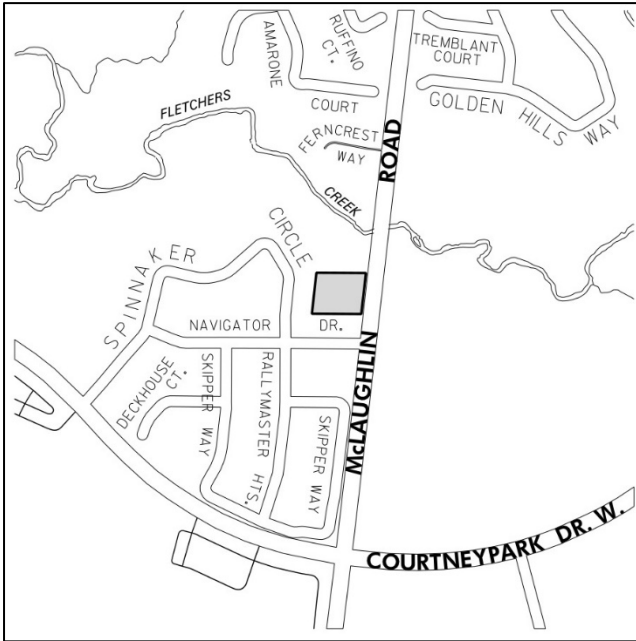 AMARONE
RUFFINO
CT.
COURT
TREMBLANT
COURT
GOLDEN HILLS WAY
FLETCHERS
CREEK
FERNCREST
WAY
ROAD
SPINNAKER
CIRCLE
NAVIGATOR DR.
DECKHOUSE
CT.
SKIPPER WAY
RALLYMASTER HTS.
SKIPPER WAY
McLAUGHLIN
COURTNEYPARK DR. W.